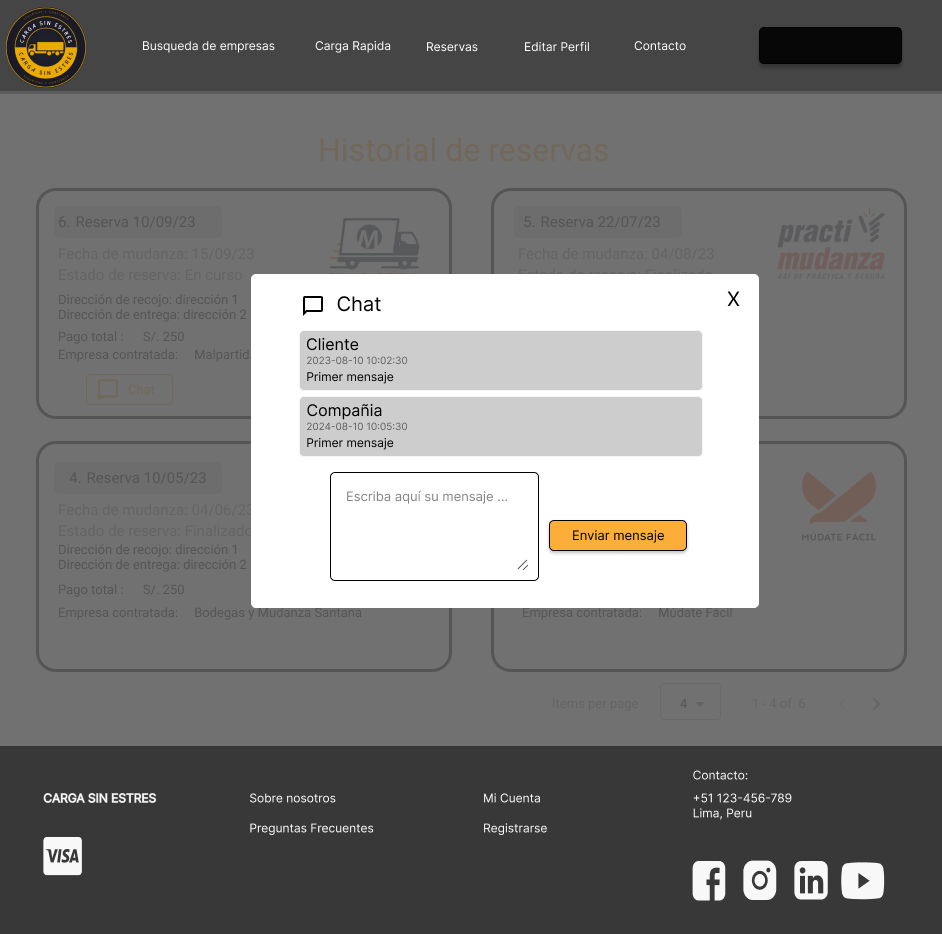 CARGA SIN ESTRES
CARGA SIN ESTRES
Busqueda de empresas
Carga Rapida
Reservas
Editar Perfil
Contacto
Historial de reservas
6. Reserva 10/09/23
Fecha de mudanza: 15/09/23
Estado de reserva: En curso
Dirección de recojo: dirección 1
Dirección de entrega: dirección 2
Pago total : S/. 250
Empresa contratada: Malpartid
Chat
M
5. Reserva 22/07/23
Fecha de mudanza: 04/08/23
practi
mudanza
ASÍ DE PRÁCTICA Y SEGURA
Chat
X
Cliente
2023-08-10 10:02:30
Primer mensaje
Compañia
2024-08-10 10:05:30
Primer mensaje
Escriba aquí su mensaje ...
Enviar mensaje
4. Reserva 10/05/23
Fecha de mudanza: 04/06/23
Estado de reserva: Finalizado
Dirección de recojo: dirección 1
Dirección de entrega: dirección 2
Pago total : S/. 250
Empresa contratada: Bodegas y Mudanza Santana
MÚDATE FÁCIL
Empresa contratada: Múdate Fácil
Items per page
4
1 - 4 of 6
CARGA SIN ESTRES
VISA
Sobre nosotros
Preguntas Frecuentes
Mi Cuenta
Registrarse
Contacto:
+51 123-456-789
Lima, Peru
in